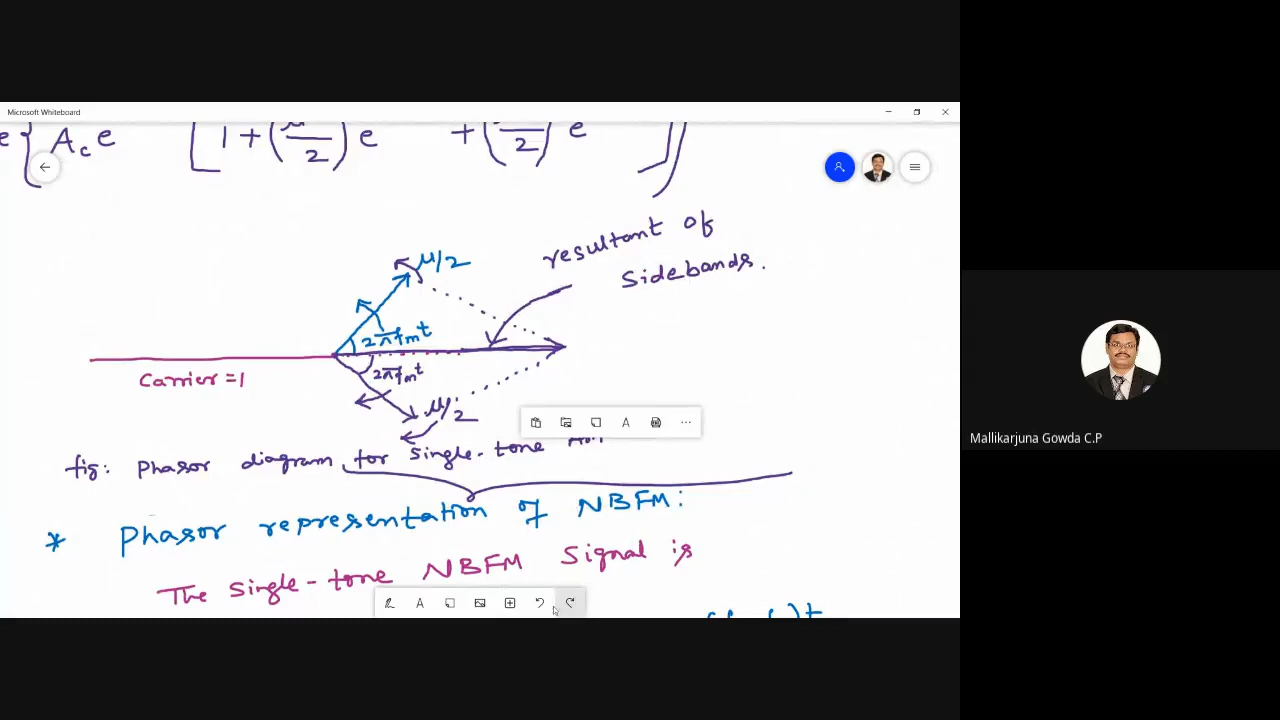 Microsoft Whiteboard
e { A_c e [ 1 + (μ/2) e + ( /2) e ] }
resultant of
sidebands.
μ/2
2πf_m t
Carrier = 1
2πf_m t
μ/2
fig: Phasor diagram for single-tone AM
* Phasor representation of NBFM:
The single-tone NBFM signal is
)t
Mallikarjuna Gowda C.P